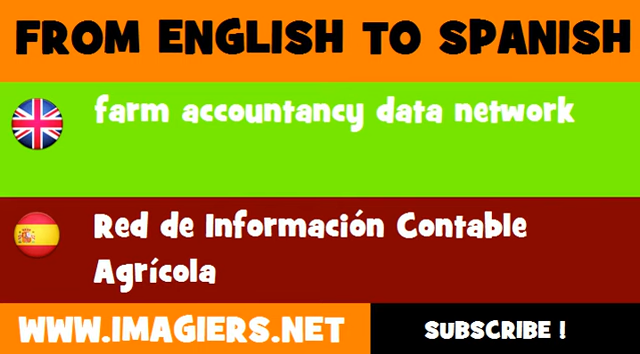 FROM ENGLISH TO SPANISH
farm accountancy data network
Red de Información Contable
Agrícola
WWW.IMAGIERS.NET
SUBSCRIBE !